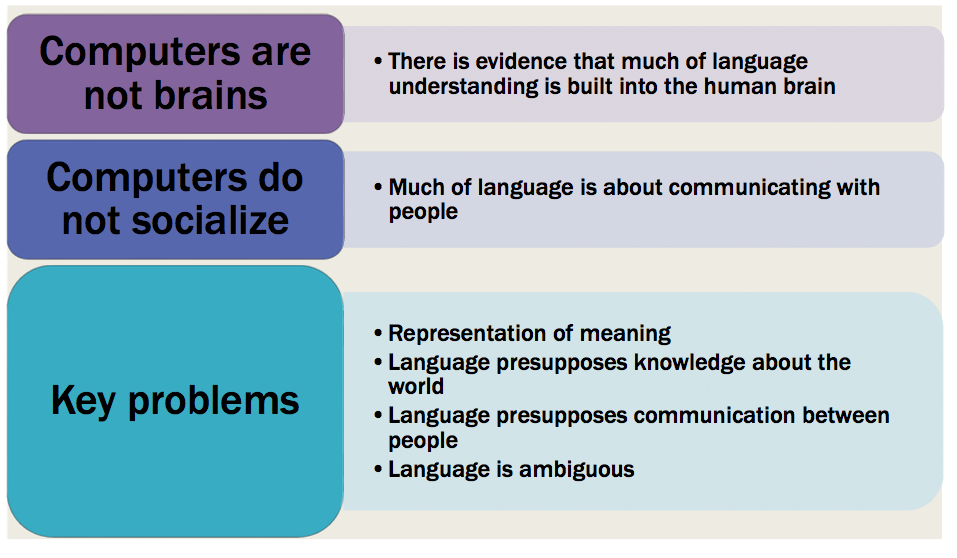 Computers are
not brains
• There is evidence that much of language
understanding is built into the human brain
Computers do
not socialize
• Much of language is about communicating with
people
Key problems
• Representation of meaning
• Language presupposes knowledge about the
world
• Language presupposes communication between
people
• Language is ambiguous